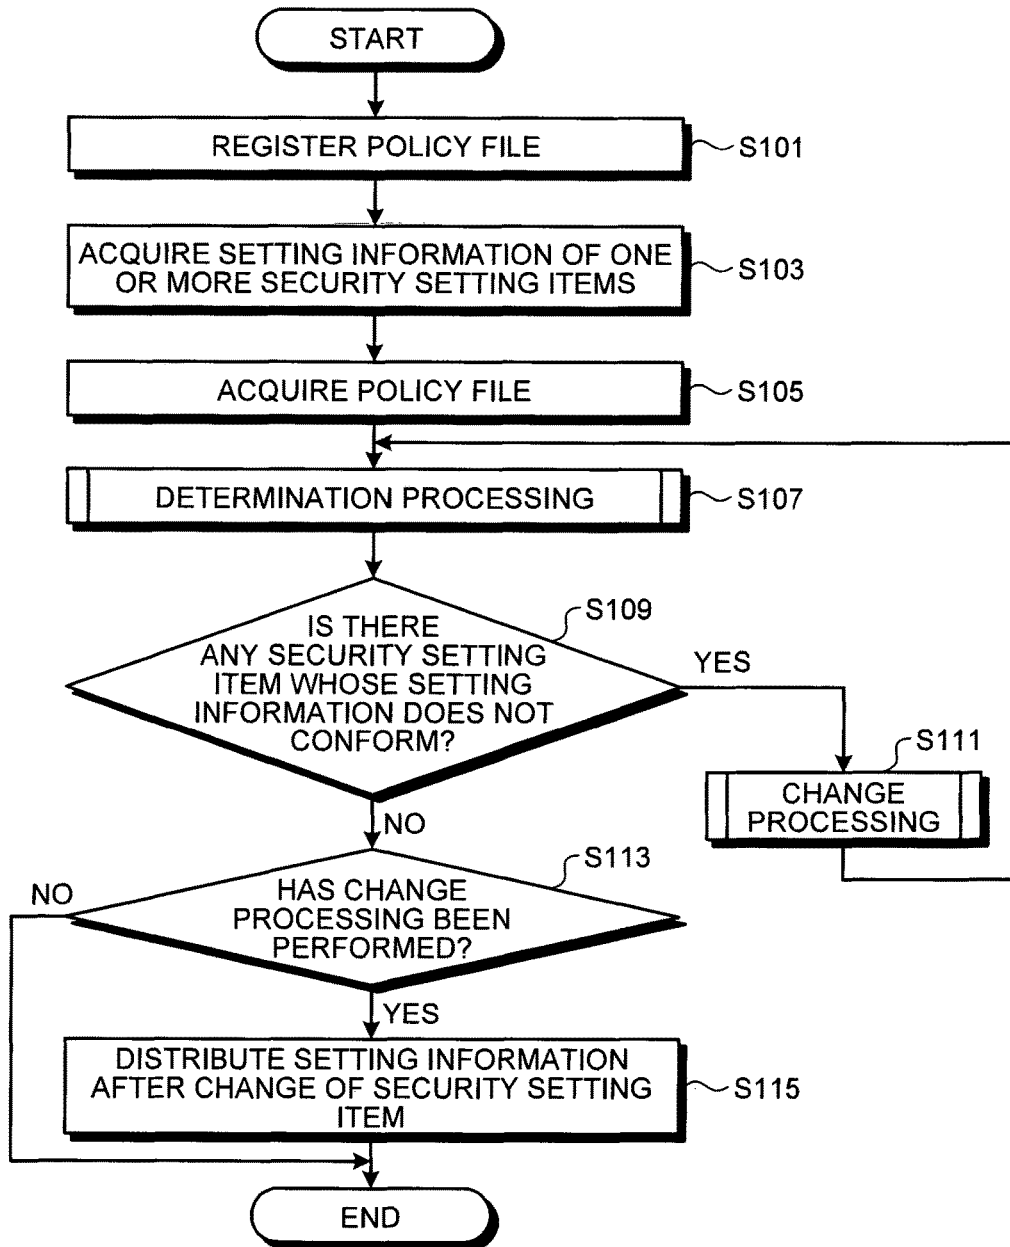 START
REGISTER POLICY FILE
S101
ACQUIRE SETTING INFORMATION OF ONE
OR MORE SECURITY SETTING ITEMS
S103
ACQUIRE POLICY FILE
S105
DETERMINATION PROCESSING
S107
S109
IS THERE
ANY SECURITY SETTING
ITEM WHOSE SETTING
INFORMATION DOES NOT
CONFORM?
YES
S111
CHANGE
PROCESSING
NO
S113
NO
HAS CHANGE
PROCESSING BEEN
PERFORMED?
YES
DISTRIBUTE SETTING INFORMATION
AFTER CHANGE OF SECURITY SETTING
ITEM
S115
END